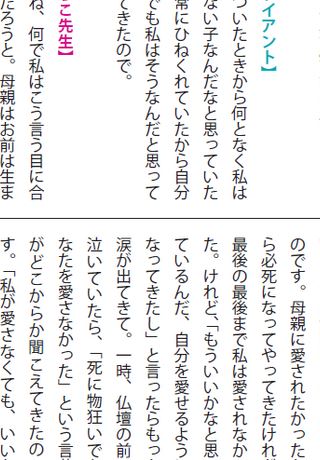 イアント】
ついたときから何となく私は
ない子なんだなと思っていた
常にひねくれていたから自分
でも私はそうなんだと思って
てきたので。
こ先生】
ね、何で私はこう言う目に合
だろうと。母親はお前は生ま
のです。母親に愛されたかった
ら必死になってやってきたけれ
最後の最後まで私は愛されなか
た。けれど、「もういいかなと思
ているんだ、自分を愛せるよう
なってきたし」と言ったらもっ
涙が出てきて。一時、仏壇の前
泣いていたら、「死に物狂いで
なたを愛さなかった」という言
がどこからか聞こえてきたの
す。「私が愛さなくても、いい